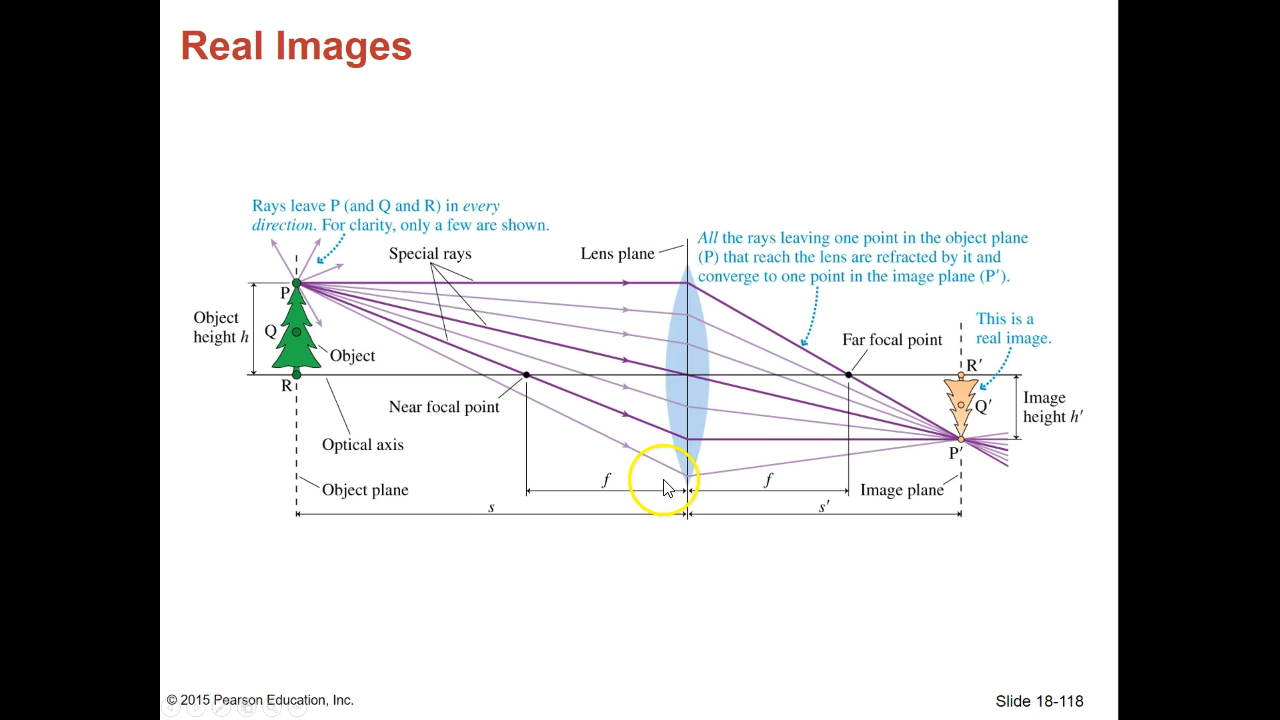 Real Images
Rays leave P (and Q and R) in every
direction. For clarity, only a few are shown.
Special rays
Lens plane
All the rays leaving one point in the object plane
(P) that reach the lens are refracted by it and
converge to one point in the image plane (P′).
P
Object
height h
Q
Object
R
Far focal point
This is a
real image.
R′
Q′
Image
height h′
P′
Near focal point
Optical axis
Object plane
f
f
Image plane
s
s′
© 2015 Pearson Education, Inc.
Slide 18-118